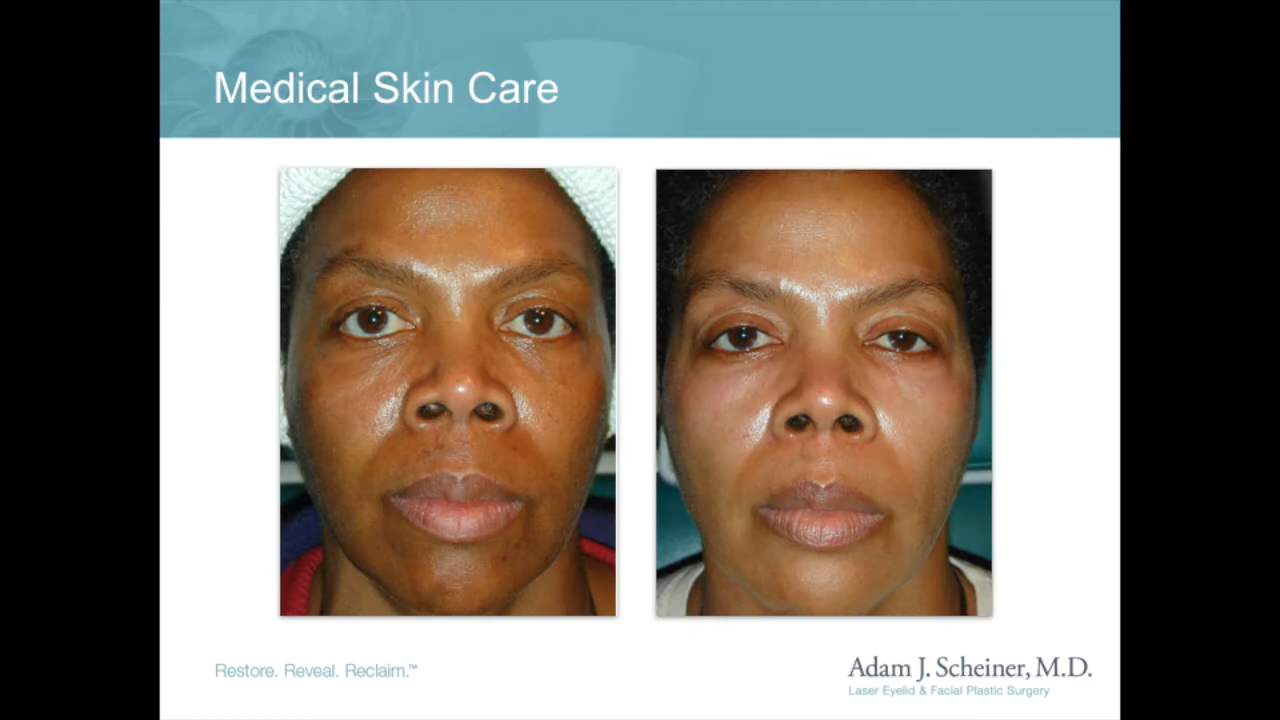 Medical Skin Care
Restore. Reveal. Reclaim.™
Adam J. Scheiner, M.D.
Laser Eyelid & Facial Plastic Surgery